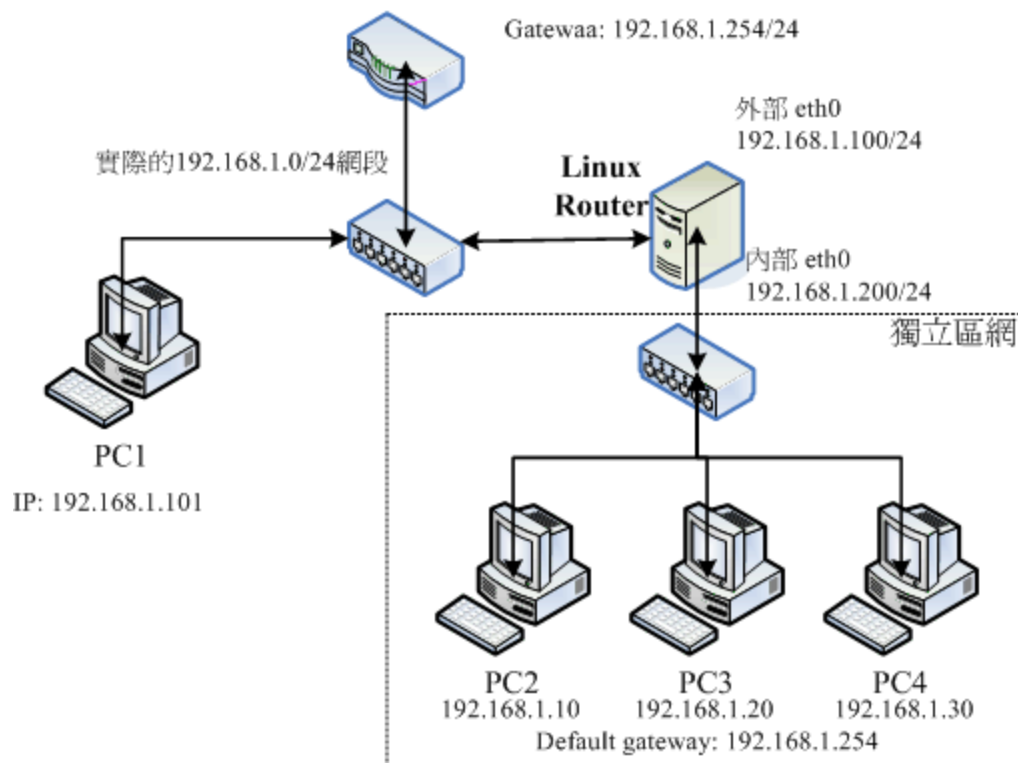 Gatewaa: 192.168.1.254/24
外部 eth0
192.168.1.100/24
實際的192.168.1.0/24網段
Linux
Router
內部 eth0
192.168.1.200/24
獨立區網
PC1
IP: 192.168.1.101
PC2
192.168.1.10
PC3
192.168.1.20
PC4
192.168.1.30
Default gateway: 192.168.1.254